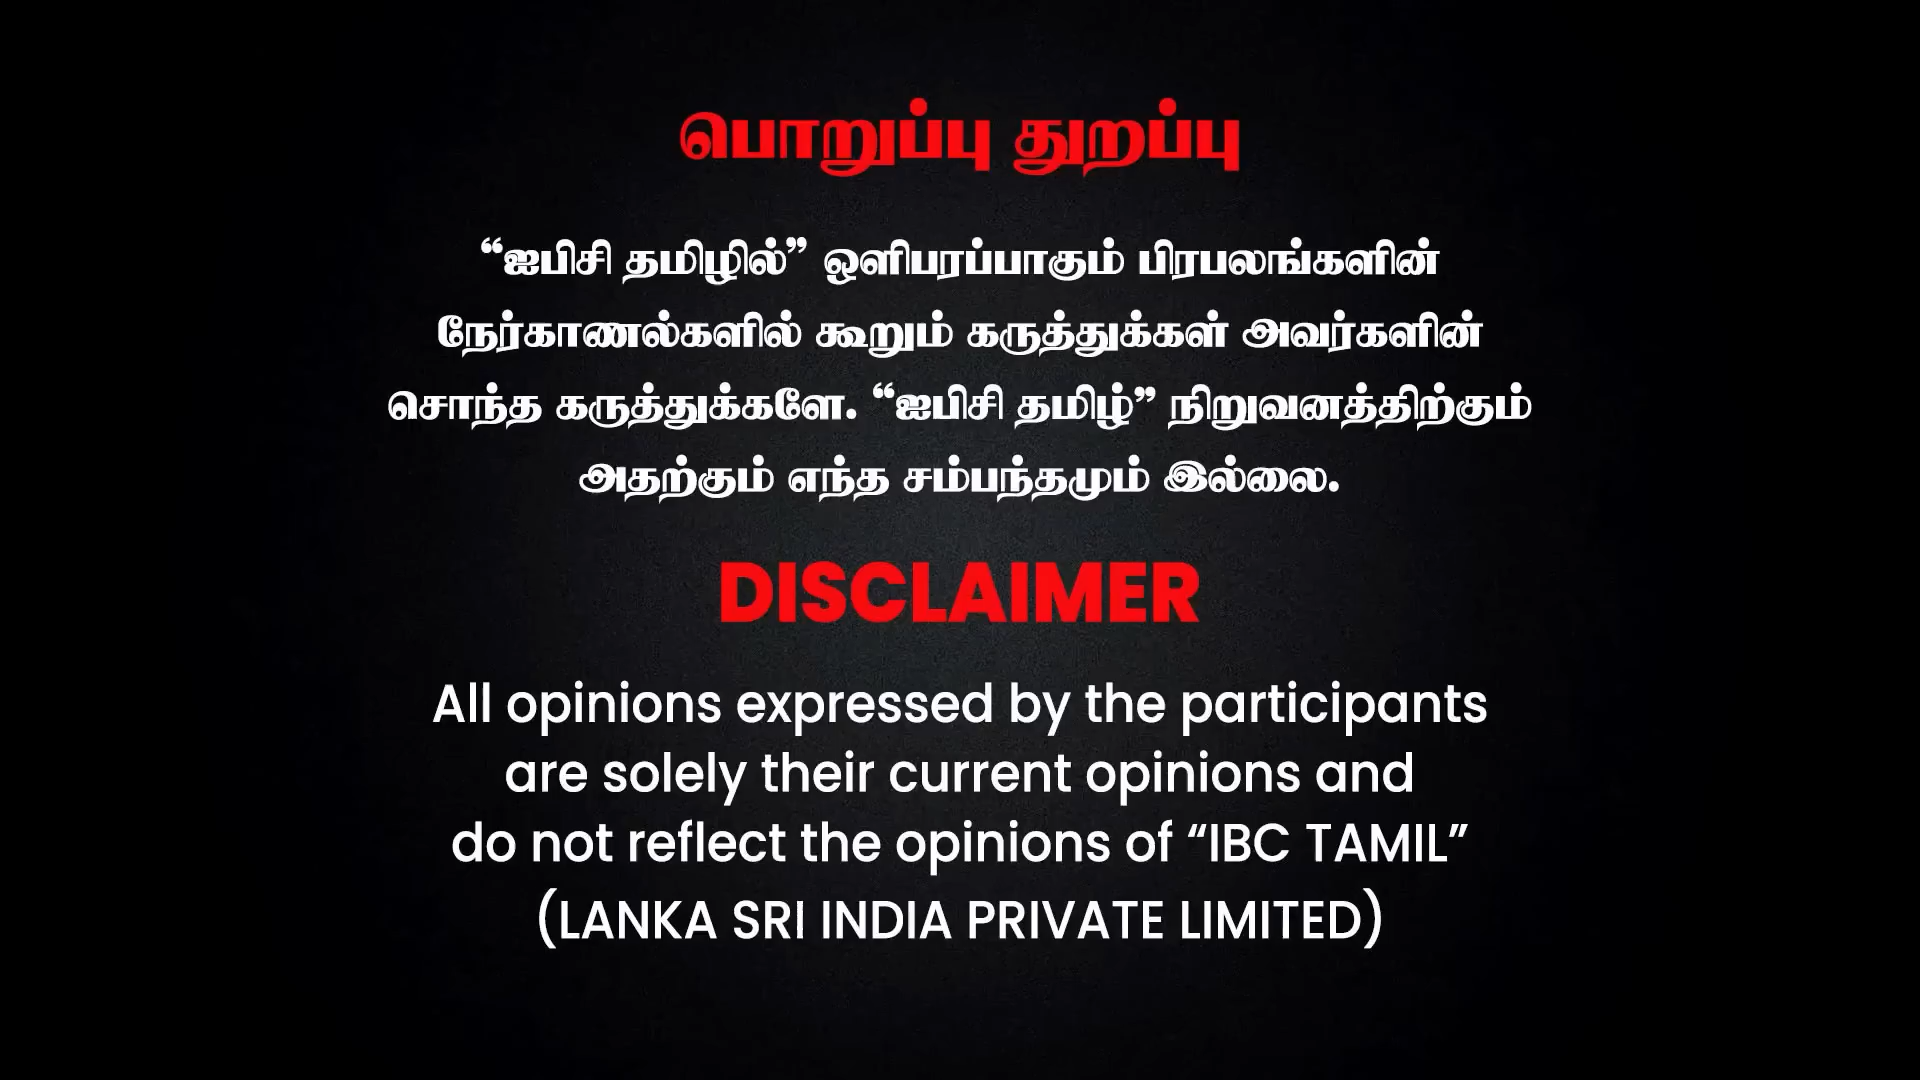 பொறுப்பு துறப்பு
“ஐபிசி தமிழில்” ஒளிபரப்பாகும் பிரபலங்களின்
நேர்காணல்களில் கூறும் கருத்துக்கள் அவர்களின்
சொந்த கருத்துக்களே. “ஐபிசி தமிழ்” நிறுவனத்திற்கும்
அதற்கும் எந்த சம்பந்தமும் இல்லை.
DISCLAIMER
All opinions expressed by the participants
are solely their current opinions and
do not reflect the opinions of “IBC TAMIL”
(LANKA SRI INDIA PRIVATE LIMITED)